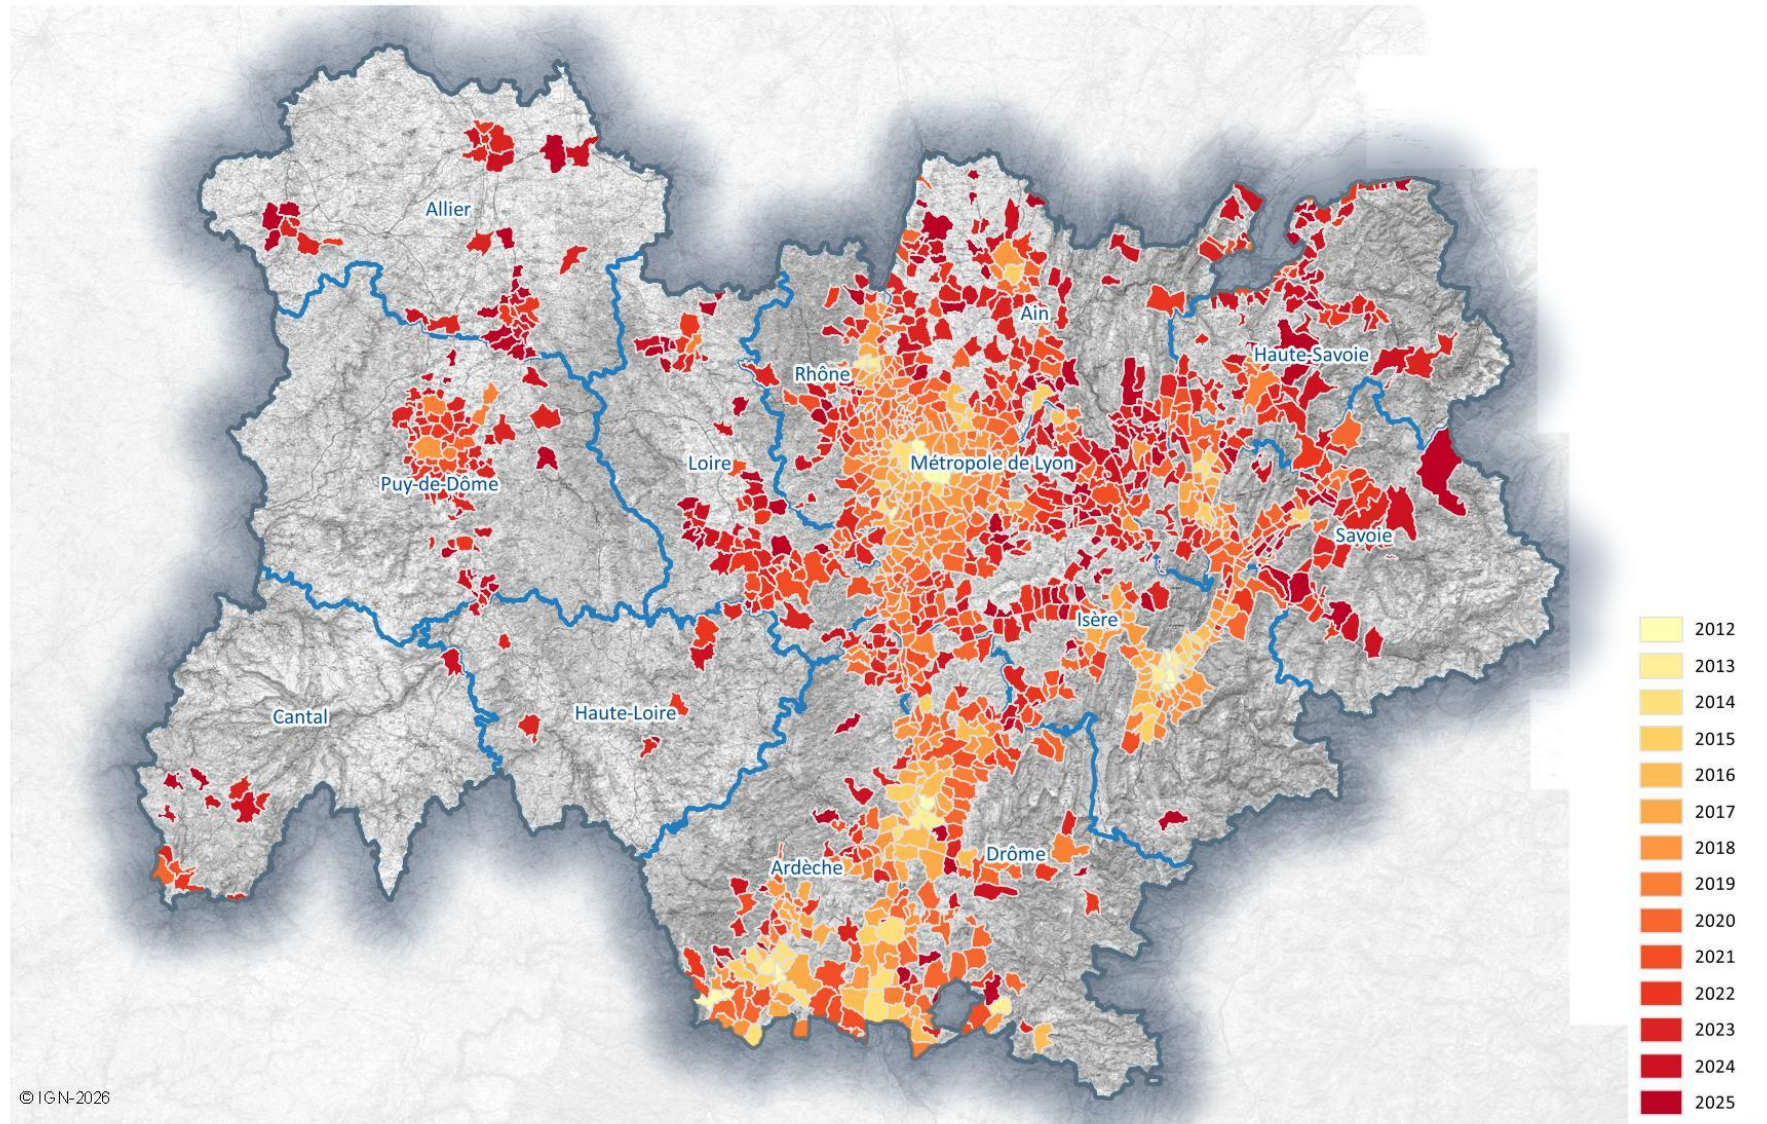 Allier
Ain
Haute-Savoie
Rhône
Loire
Métropole de Lyon
Puy-de-Dôme
Savoie
Isère
Cantal
Haute-Loire
Drôme
Ardèche
2012
2013
2014
2015
2016
2017
2018
2019
2020
2021
2022
2023
2024
2025
© IGN-2026